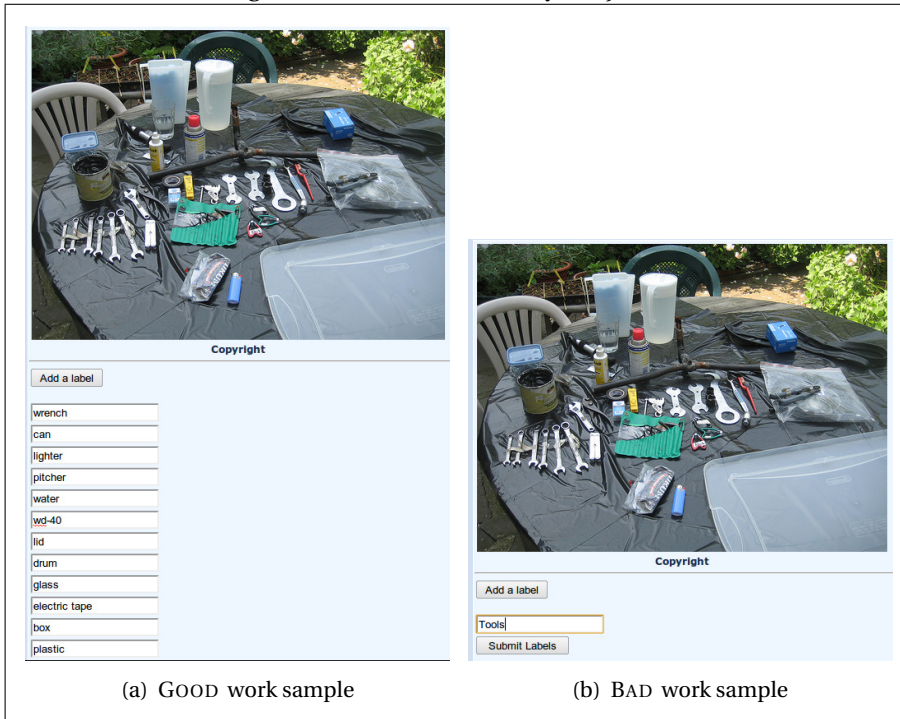 Copyright
Add a label
wrench
can
lighter
pitcher
water
wd-40
lid
drum
glass
electric tape
box
plastic
(a) GOOD work sample
Copyright
Add a label
Tools
Submit Labels
(b) BAD work sample